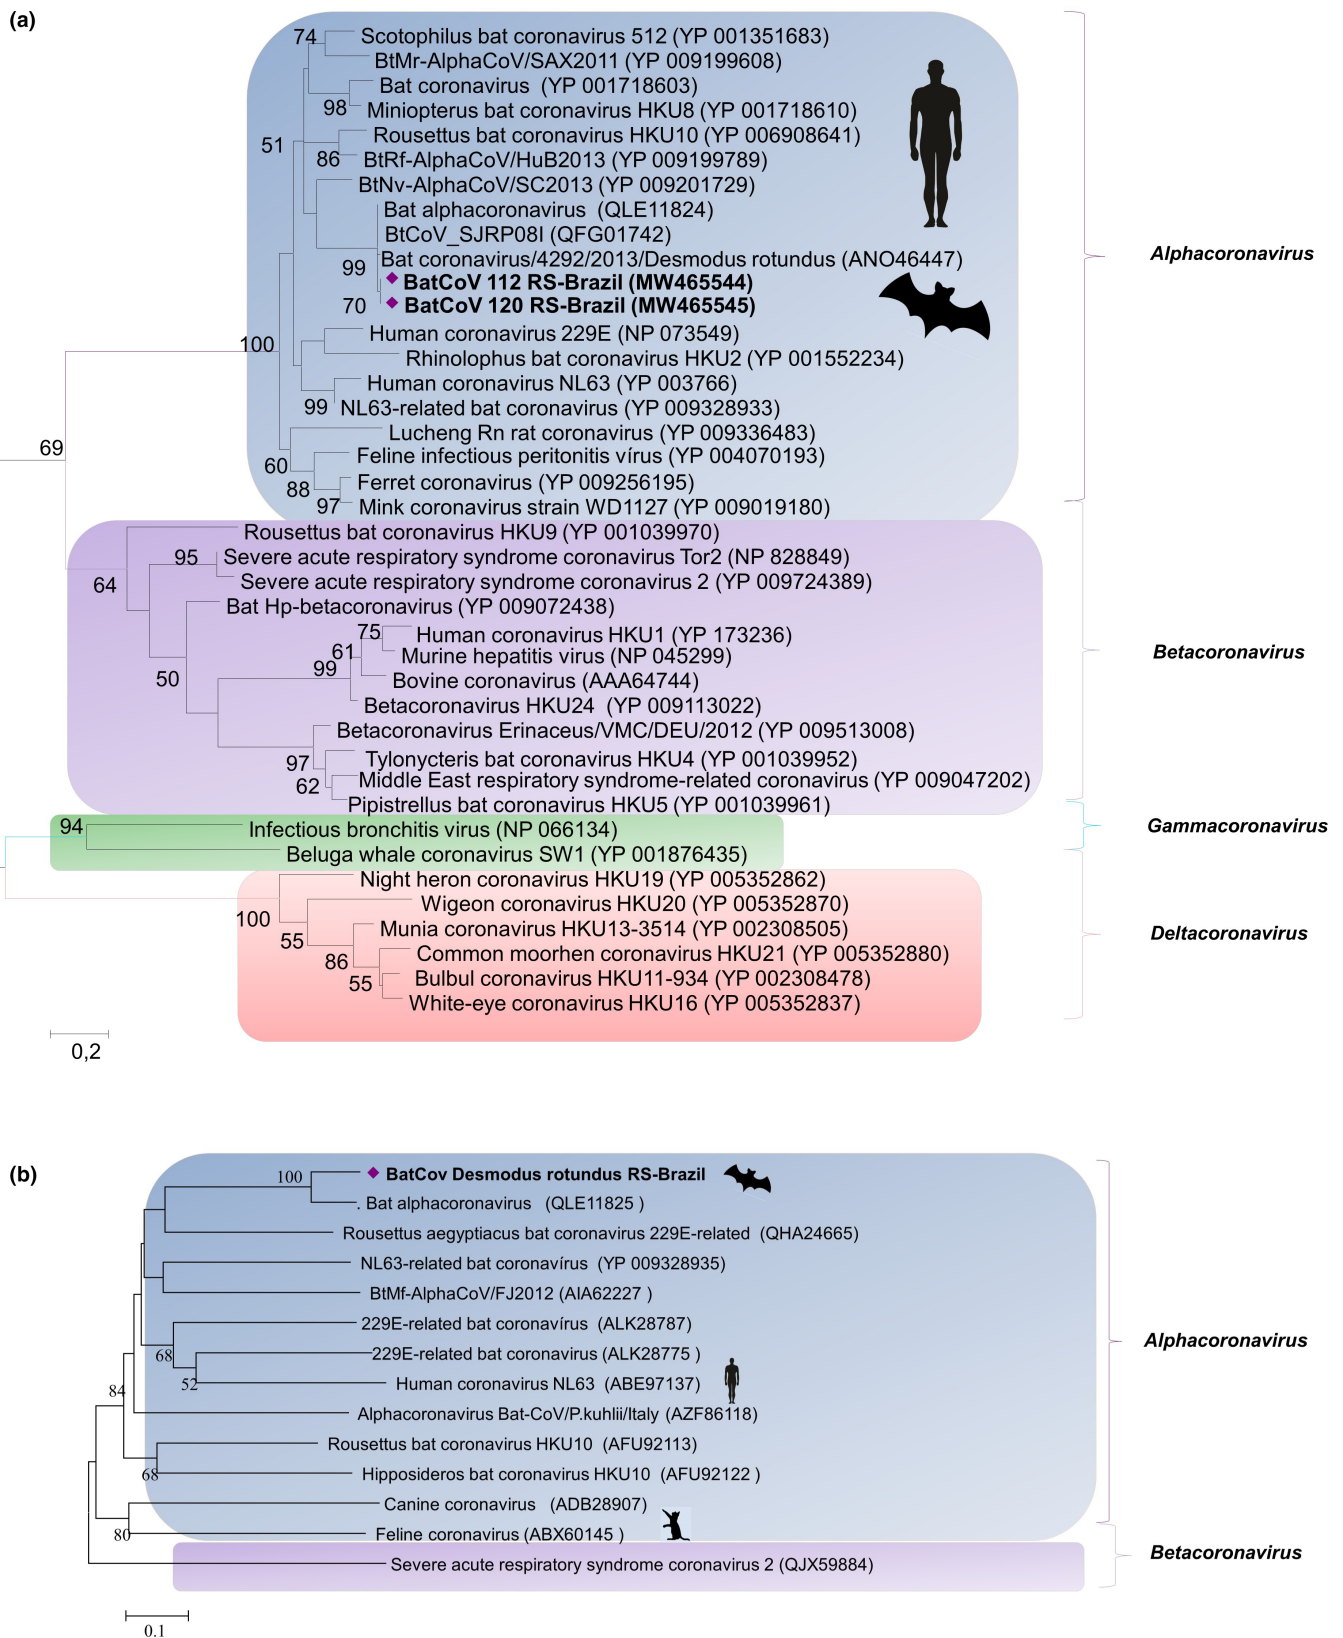 (a)
74
Scotophilus bat coronavirus 512 (YP 001351683)
BtMr-AlphaCoV/SAX2011 (YP 009199608)
Bat coronavirus (YP 001718603)
98
Miniopterus bat coronavirus HKU8 (YP 001718610)
51
Rousettus bat coronavirus HKU10 (YP 006908641)
86
BtRf-AlphaCoV/HuB2013 (YP 009199789)
BtNv-AlphaCoV/SC2013 (YP 009201729)
Bat alphacoronavirus (QLE11824)
BtCoV_SJRP08I (QFG01742)
Bat coronavirus/4292/2013/Desmodus rotundus (ANO46447)
99
BatCoV 112 RS-Brazil (MW465544)
70
BatCoV 120 RS-Brazil (MW465545)
Alphacoronavirus
Human coronavirus 229E (NP 073549)
100
Rhinolophus bat coronavirus HKU2 (YP 001552234)
Human coronavirus NL63 (YP 003766)
99
NL63-related bat coronavirus (YP 009328933)
Lucheng Rn rat coronavirus (YP 009336483)
69
60
Feline infectious peritonitis vírus (YP 004070193)
88
Ferret coronavirus (YP 009256195)
97
Mink coronavirus strain WD1127 (YP 009019180)
Rousettus bat coronavirus HKU9 (YP 001039970)
95
Severe acute respiratory syndrome coronavirus Tor2 (NP 828849)
64
Severe acute respiratory syndrome coronavirus 2 (YP 009724389)
Bat Hp-betacoronavirus (YP 009072438)
75
Human coronavirus HKU1 (YP 173236)
61
Murine hepatitis virus (NP 045299)
99
Bovine coronavirus (AAA64744)
50
Betacoronavirus HKU24 (YP 009113022)
Betacoronavirus
Betacoronavirus Erinaceus/VMC/DEU/2012 (YP 009513008)
97
Tylonycteris bat coronavirus HKU4 (YP 001039952)
62
Middle East respiratory syndrome-related coronavirus (YP 009047202)
Pipistrellus bat coronavirus HKU5 (YP 001039961)
94
Infectious bronchitis virus (NP 066134)
Gammacoronavirus
Beluga whale coronavirus SW1 (YP 001876435)
Night heron coronavirus HKU19 (YP 005352862)
100
Wigeon coronavirus HKU20 (YP 005352870)
55
Munia coronavirus HKU13-3514 (YP 002308505)
Deltacoronavirus
86
Common moorhen coronavirus HKU21 (YP 005352880)
55
Bulbul coronavirus HKU11-934 (YP 002308478)
White-eye coronavirus HKU16 (YP 005352837)
0,2
(b)
100
BatCov Desmodus rotundus RS-Brazil
. Bat alphacoronavirus (QLE11825 )
Rousettus aegyptiacus bat coronavirus 229E-related (QHA24665)
NL63-related bat coronavírus (YP 009328935)
BtMf-AlphaCoV/FJ2012 (AIA62227 )
229E-related bat coronavírus (ALK28787)
68
229E-related bat coronavirus (ALK28775 )
52
Human coronavirus NL63 (ABE97137)
84
Alphacoronavirus
Alphacoronavirus Bat-CoV/P.kuhlii/Italy (AZF86118)
Rousettus bat coronavirus HKU10 (AFU92113)
68
Hipposideros bat coronavirus HKU10 (AFU92122 )
Canine coronavirus (ADB28907)
80
Feline coronavirus (ABX60145 )
Betacoronavirus
Severe acute respiratory syndrome coronavirus 2 (QJX59884)
0.1